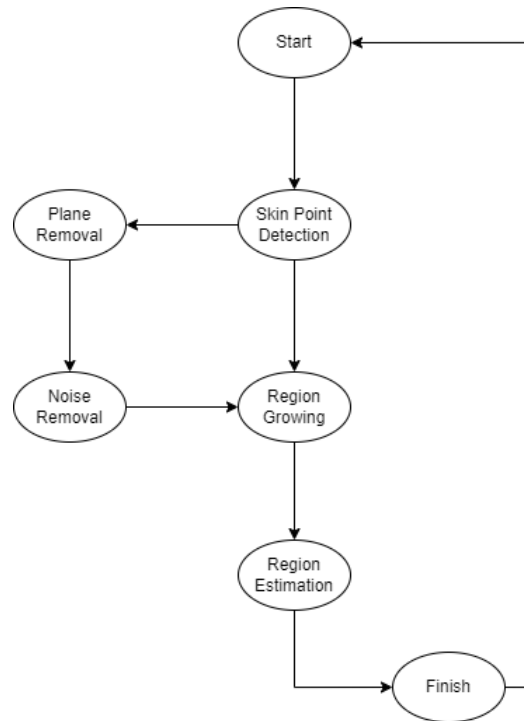 Start
Plane
Removal
Skin Point
Detection
Noise
Removal
Region
Growing
Region
Estimation
Finish